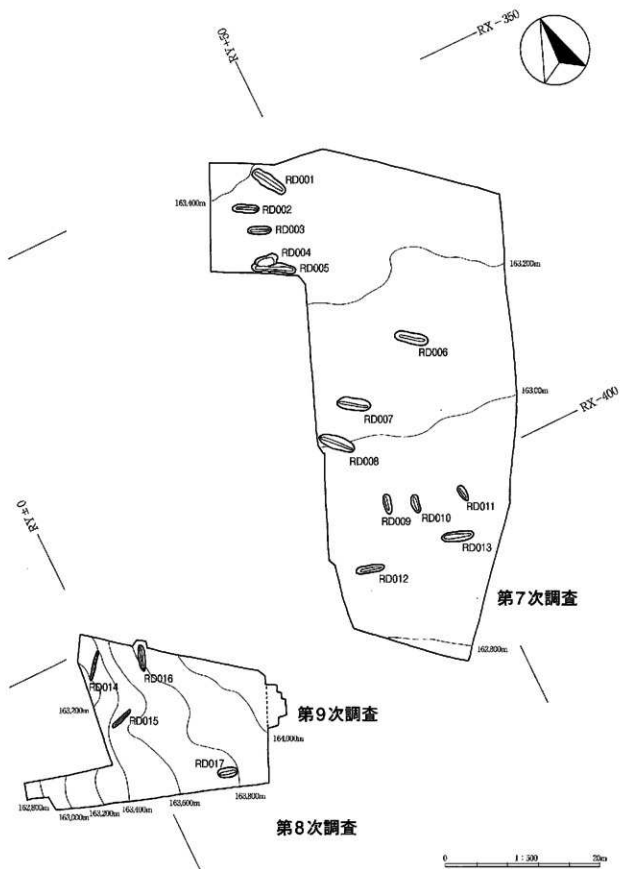 RX-350
RY+50
RD001
163.400m
RD002
RD003
RD004
RD005
163.200m
RD006
163.000m
RX-400
RD007
RD008
RD011
RD009
RD010
RD013
RD012
第7次調査
162.800m
RY±0
RD016
RD014
163.200m
RD015
第9次調査
164.000m
RD017
162.800m
163.000m
163.200m
163.400m
163.600m
163.800m
第8次調査
0
1:500
20m